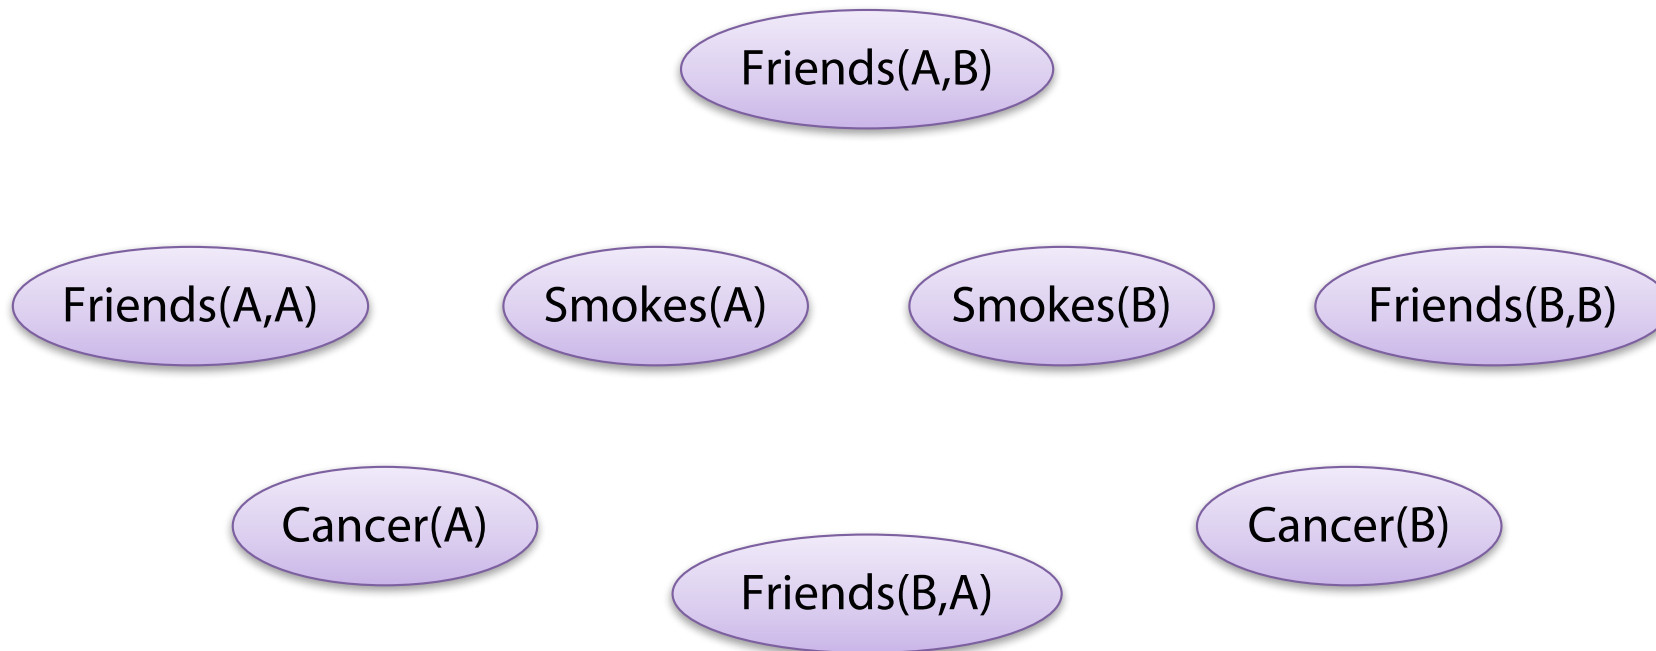 Friends(A,B)
Friends(A,A)
Smokes(A)
Smokes(B)
Friends(B,B)
Cancer(A)
Cancer(B)
Friends(B,A)